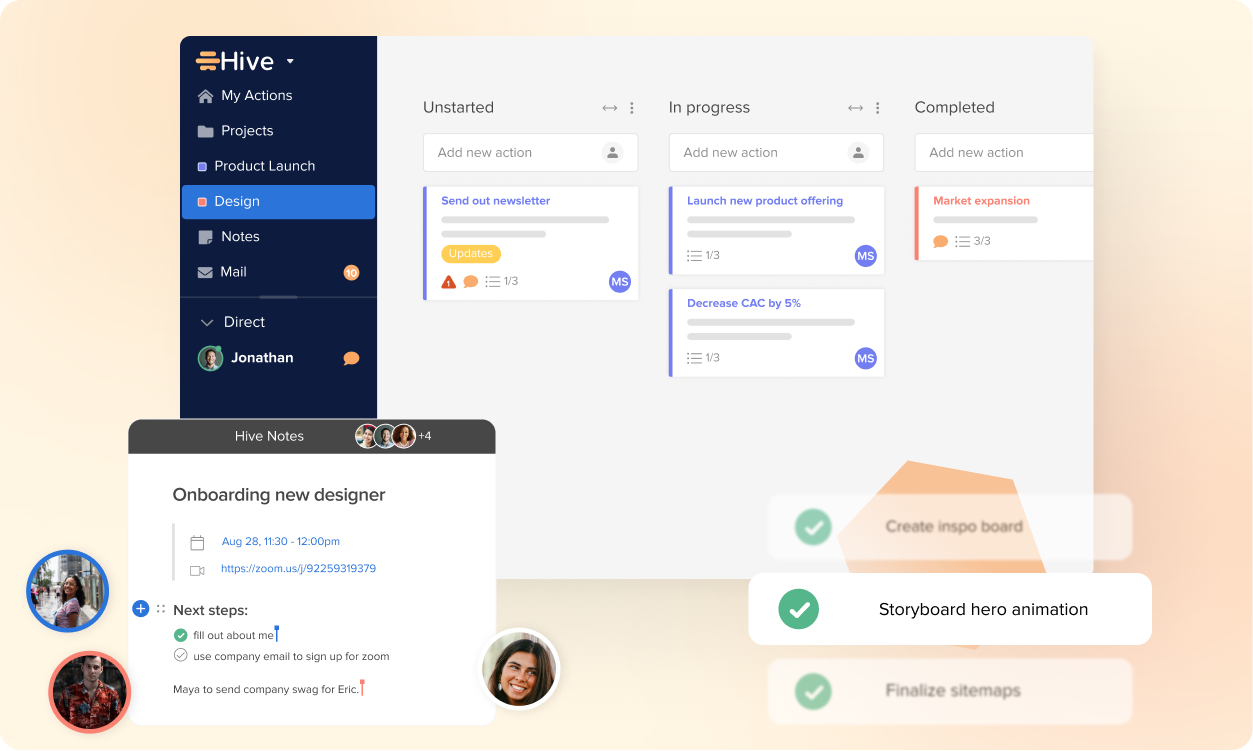 Hive
My Actions
Projects
Product Launch
Design
Notes
Mail
10
Direct
Jonathan
Unstarted
Add new action
Send out newsletter
Updates
1
1/3
MS
In progress
Add new action
Launch new product offering
1/3
MS
Decrease CAC by 5%
1/3
MS
Completed
Add new action
Market expansion
3/3
Hive Notes
+4
Onboarding new designer
Aug 28, 11:30 - 12:00pm
https://zoom.us/j/92259319379
Next steps:
fill out about me
use company email to sign up for zoom
Maya to send company swag for Eric.
Create inspo board
Storyboard hero animation
Finalize sitemaps